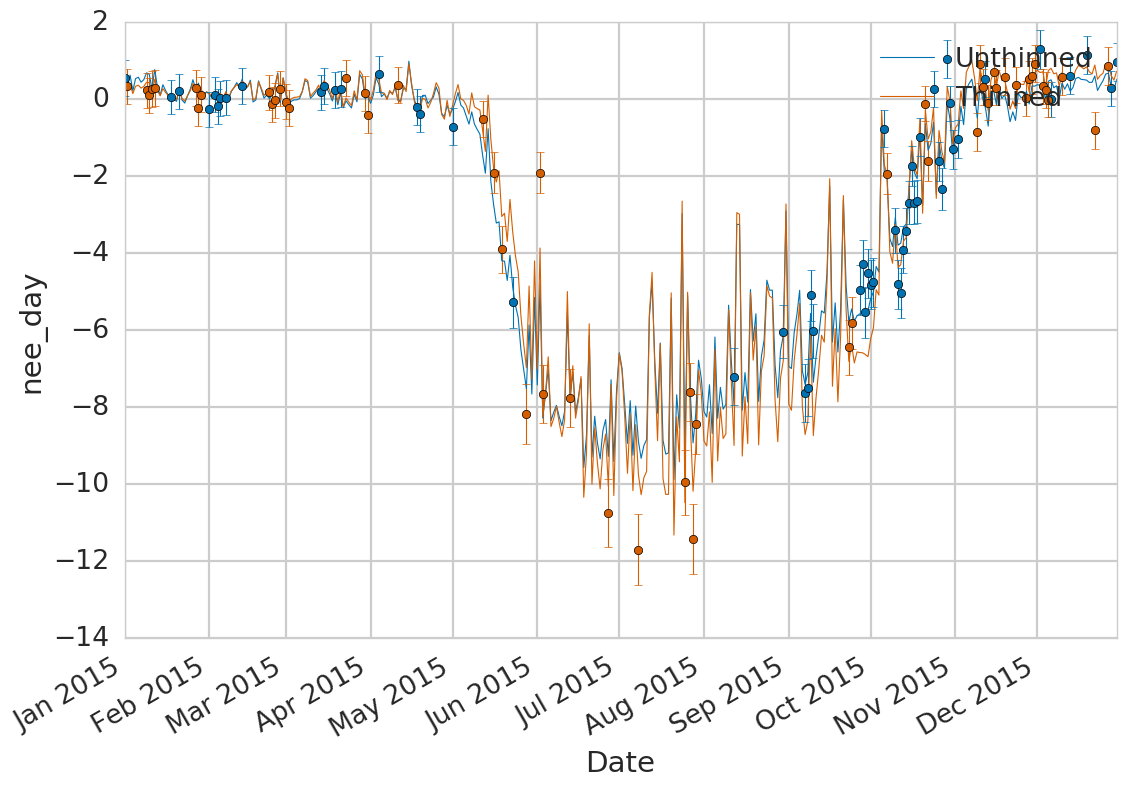 2
0
−2
−4
−6
−8
−10
−12
−14
nee_day
Unthinned
Thinned
Jan 2015
Feb 2015
Mar 2015
Apr 2015
May 2015
Jun 2015
Jul 2015
Aug 2015
Sep 2015
Oct 2015
Nov 2015
Dec 2015
Date